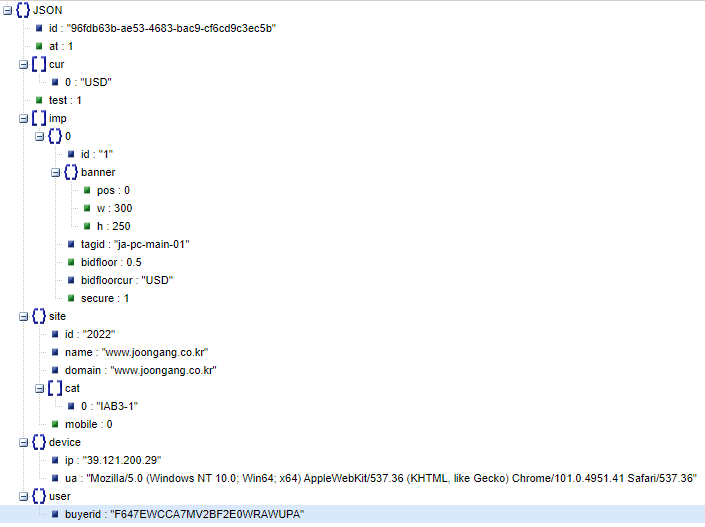 JSON
id : "96fdb63b-ae53-4683-bac9-cf6cd9c3ec5b"
at : 1
cur
0 : "USD"
test : 1
imp
0
id : "1"
banner
pos : 0
w : 300
h : 250
tagid : "ja-pc-main-01"
bidfloor : 0.5
bidfloorcur : "USD"
secure : 1
site
id : "2022"
name : "www.joongang.co.kr"
domain : "www.joongang.co.kr"
cat
0 : "IAB3-1"
mobile : 0
device
ip : "39.121.200.29"
ua : "Mozilla/5.0 (Windows NT 10.0; Win64; x64) AppleWebKit/537.36 (KHTML, like Gecko) Chrome/101.0.4951.41 Safari/537.36"
user
buyerid : "F647EWCCA7MV2BF2E0WRAWUPA"